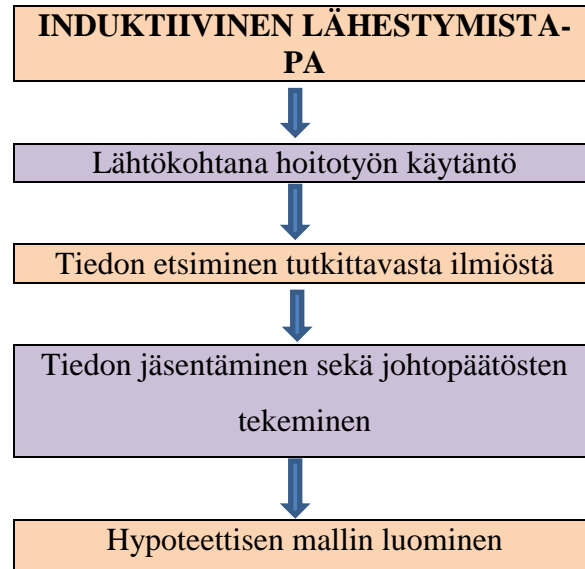 INDUKTIIVINEN LÄHESTYMISTA-
PA
Lähtökohtana hoitotyön käytäntö
Tiedon etsiminen tutkittavasta ilmiöstä
Tiedon jäsentäminen sekä johtopäätösten
tekeminen
Hypoteettisen mallin luominen